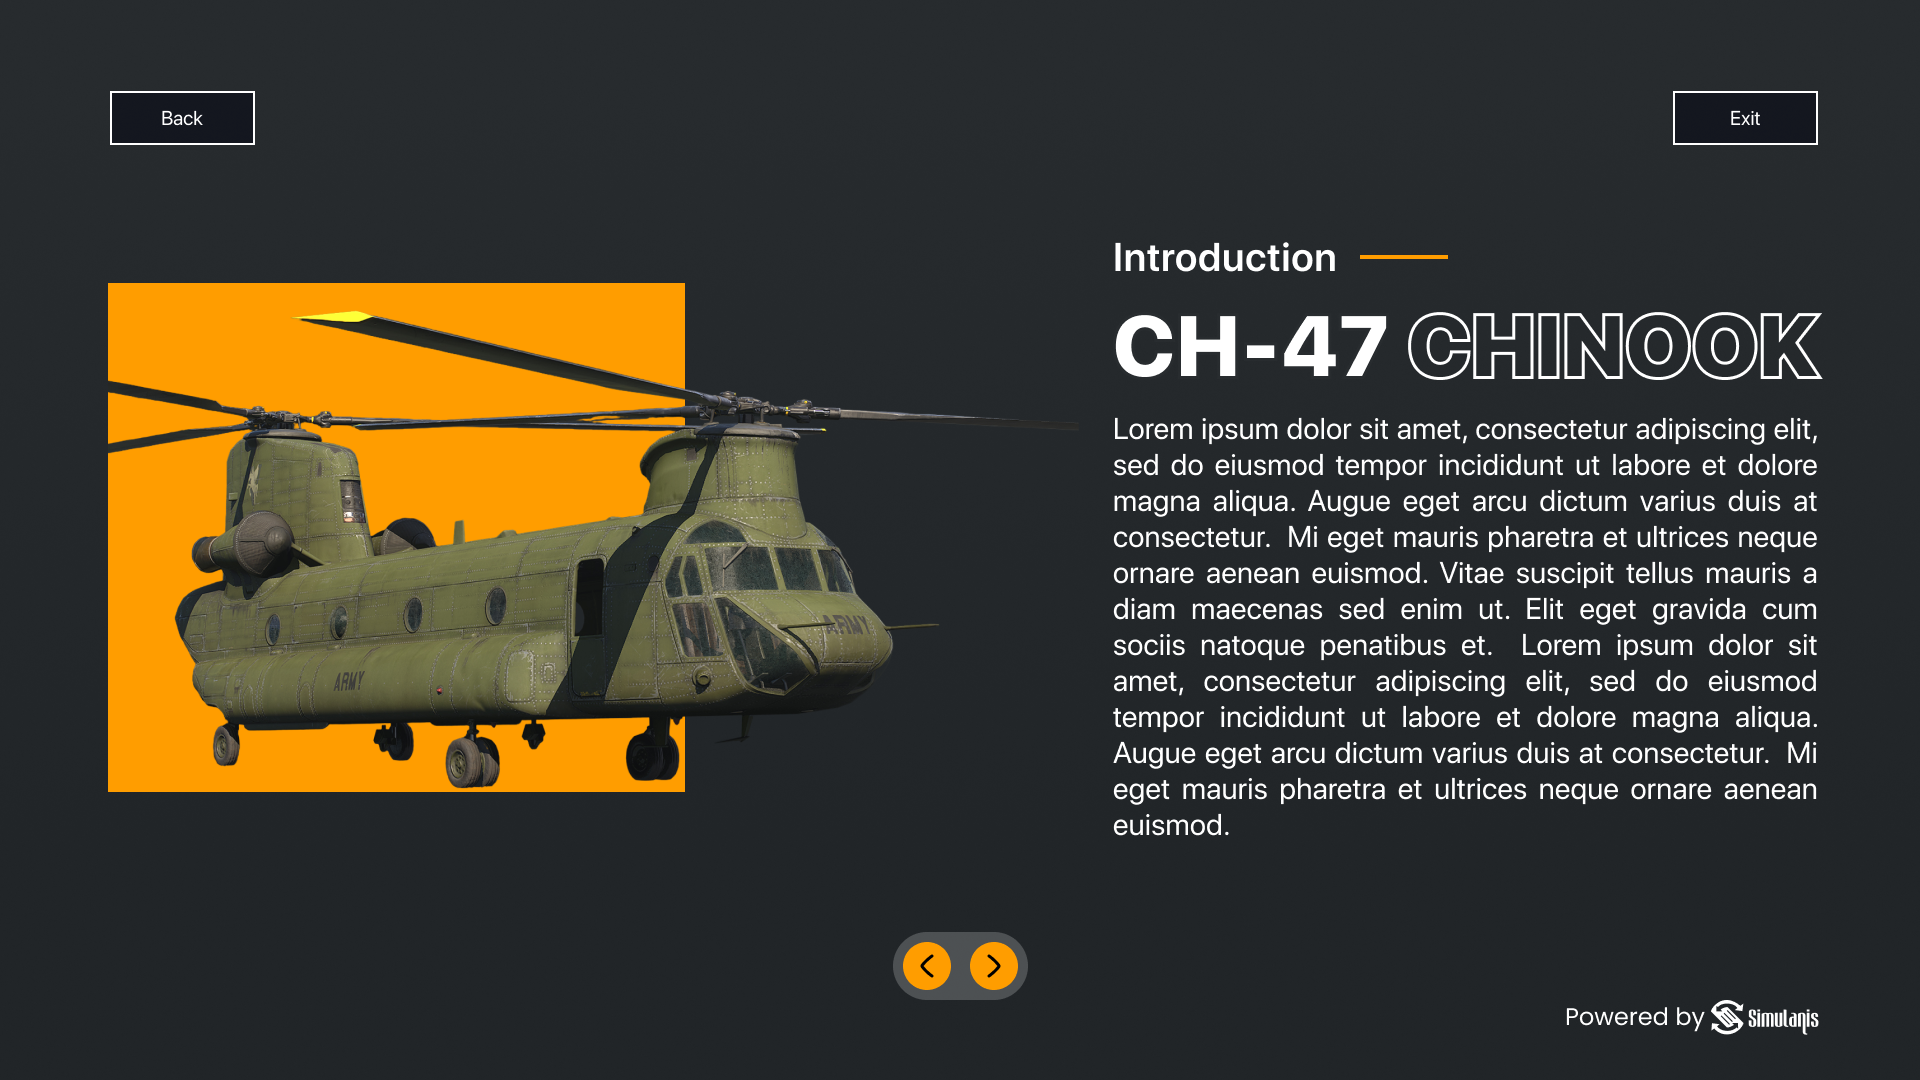 Back
Exit
Introduction
CH-47 CHINOOK
Lorem ipsum dolor sit amet, consectetur adipiscing elit,
sed do eiusmod tempor incididunt ut labore et dolore
magna aliqua. Augue eget arcu dictum varius duis at
consectetur.  Mi eget mauris pharetra et ultrices neque
ornare aenean euismod. Vitae suscipit tellus mauris a
diam maecenas sed enim ut. Elit eget gravida cum
sociis natoque penatibus et.  Lorem ipsum dolor sit
amet, consectetur adipiscing elit, sed do eiusmod
tempor incididunt ut labore et dolore magna aliqua.
Augue eget arcu dictum varius duis at consectetur.  Mi
eget mauris pharetra et ultrices neque ornare aenean
euismod.
ARMY
ARMY
Powered by Simulanis